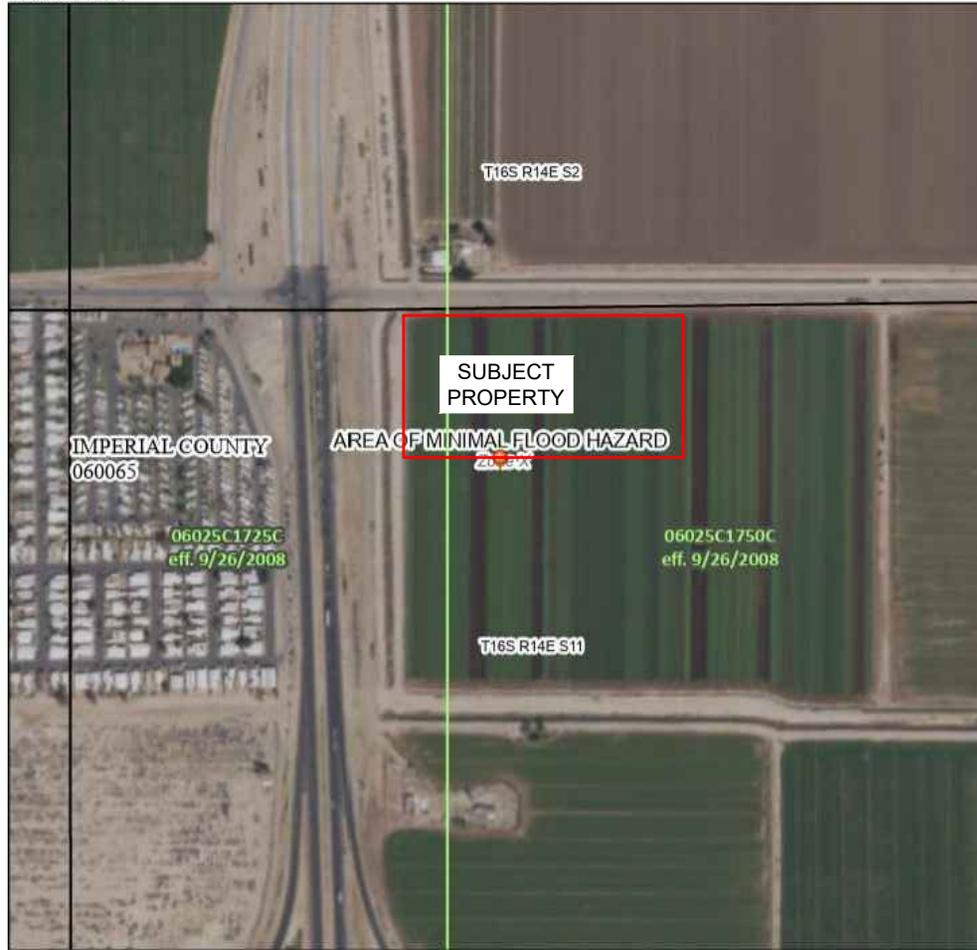 T16S R14E S2
SUBJECT
PROPERTY
IMPERIAL COUNTY
060065
AREA OF MINIMAL FLOOD HAZARD
06025C1725C
eff. 9/26/2008
06025C1750C
eff. 9/26/2008
T16S R14E S11